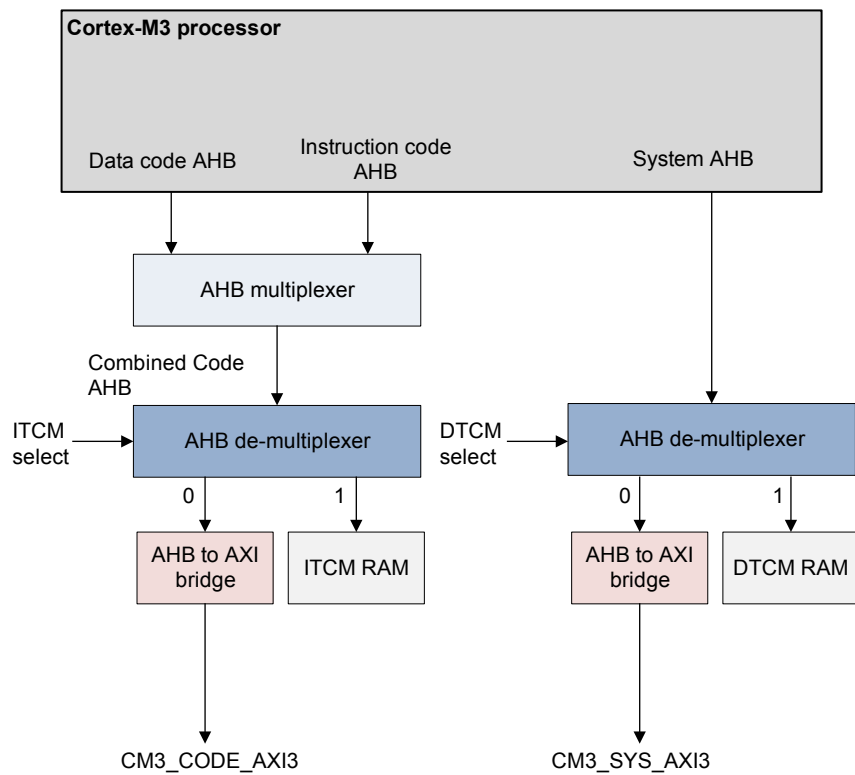 Cortex-M3 processor
Data code AHB
Instruction code
AHB
System AHB
AHB multiplexer
Combined Code
AHB
ITCM
select
AHB de-multiplexer
DTCM
select
AHB de-multiplexer
0
1
0
1
AHB to AXI
bridge
ITCM RAM
AHB to AXI
bridge
DTCM RAM
CM3_CODE_AXI3
CM3_SYS_AXI3